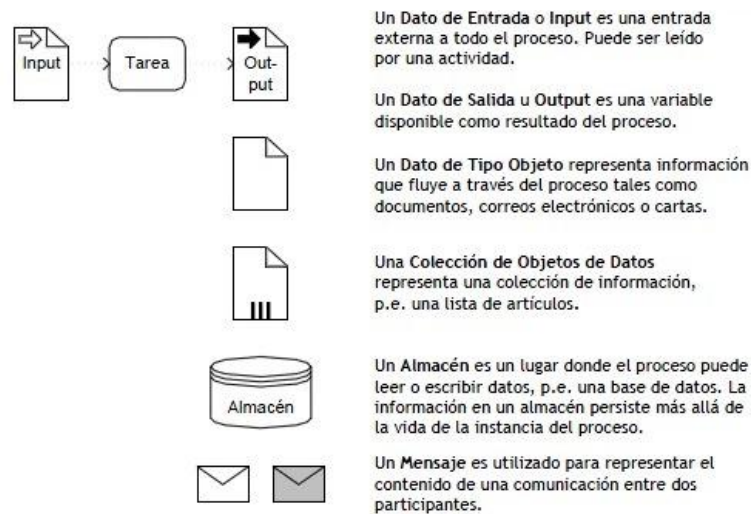 Input
Tarea
Out-
put
Un Dato de Entrada o Input es una entrada
externa a todo el proceso. Puede ser leído
por una actividad.
Un Dato de Salida u Output es una variable
disponible como resultado del proceso.
Un Dato de Tipo Objeto representa información
que fluye a través del proceso tales como
documentos, correos electrónicos o cartas.
Una Colección de Objetos de Datos
representa una colección de información,
p.e. una lista de artículos.
Almacén
Un Almacén es un lugar donde el proceso puede
leer o escribir datos, p.e. una base de datos. La
información en un almacén persiste más allá de
la vida de la instancia del proceso.
Un Mensaje es utilizado para representar el
contenido de una comunicación entre dos
participantes.